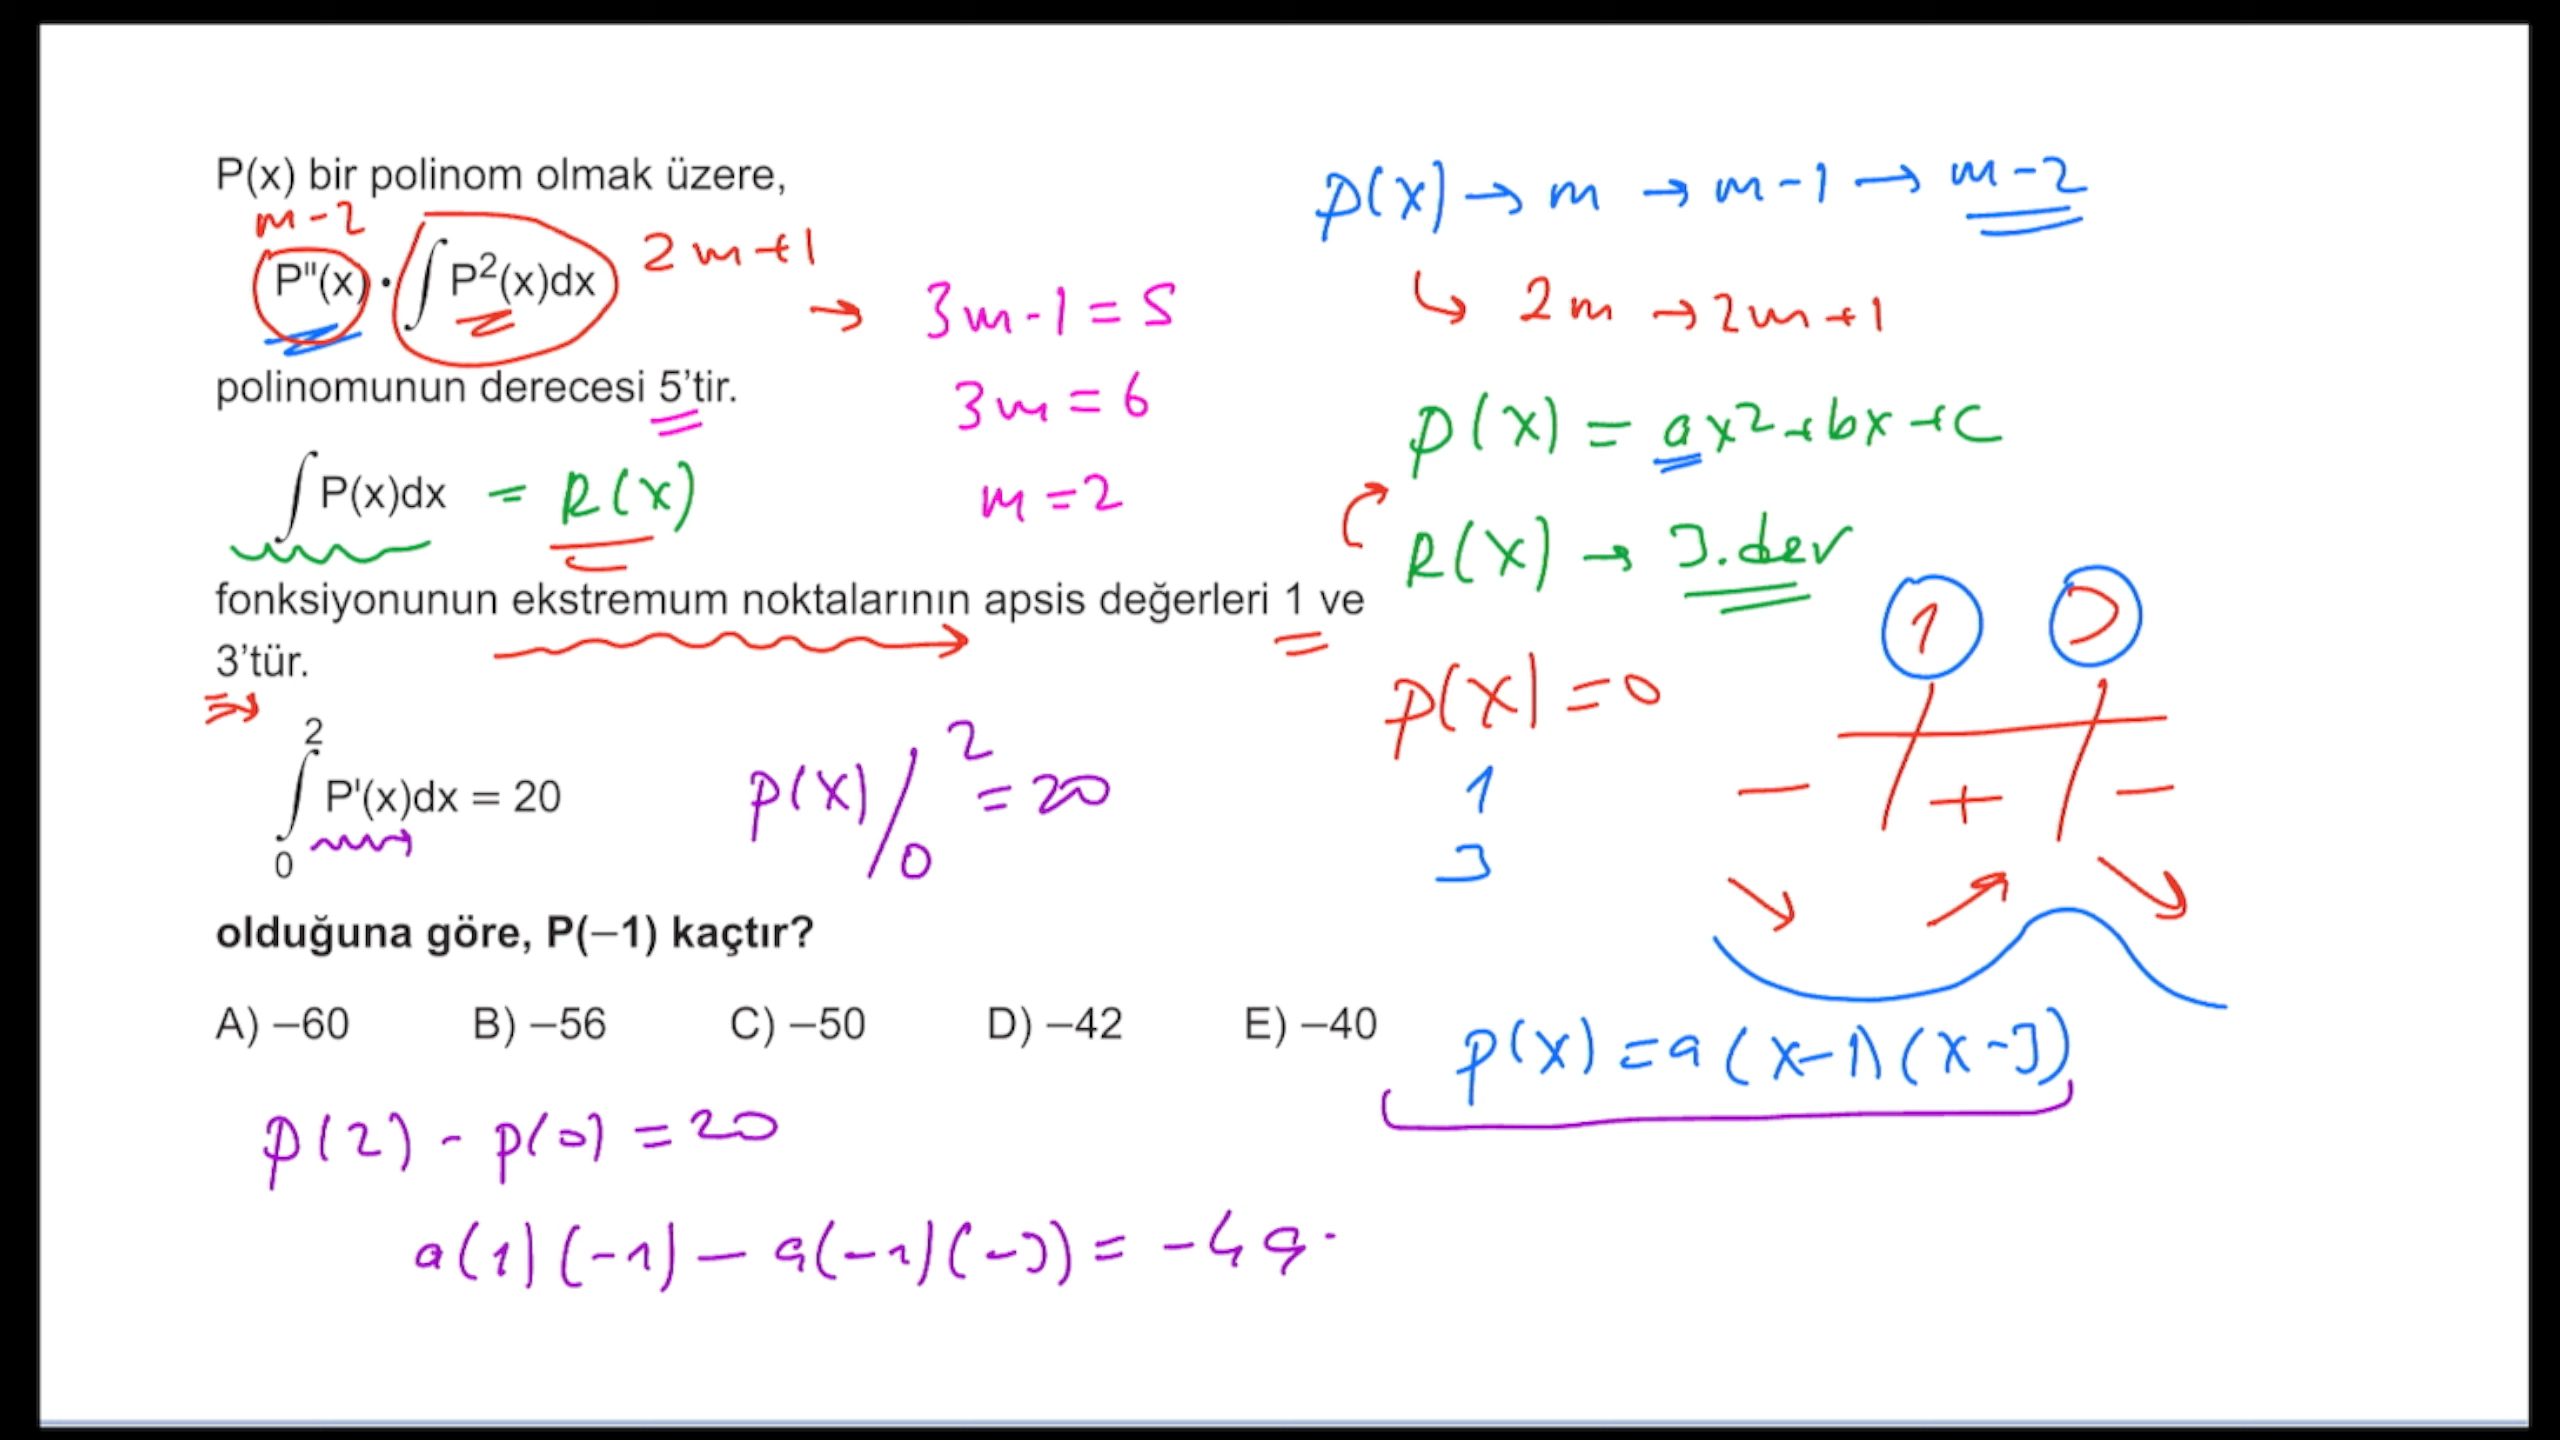 P(x) bir polinom olmak üzere,
m-2
P''(x) · ∫ P²(x)dx 2m+1
→ 3m-1=5
polinomunun derecesi 5'tir.
3m=6
∫ P(x)dx = R(x)
m=2
fonksiyonunun ekstremum noktalarının apsis değerleri 1 ve
3'tür.
2
∫ P'(x)dx = 20
0
P(x) / 2 = 20
0
olduğuna göre, P(−1) kaçtır?
A) −60 B) −56 C) −50 D) −42 E) −40
P(2) - P(0) = 20
a(1)(-1) - a(-1)(-3) = -4a.
P(x) → m → m-1 → m-2
↳ 2m → 2m+1
P(x) = ax²+bx+c
R(x) → 3.der
P(x)=0
1
3
1 3
− + −
P(x) = a(x-1)(x-3)